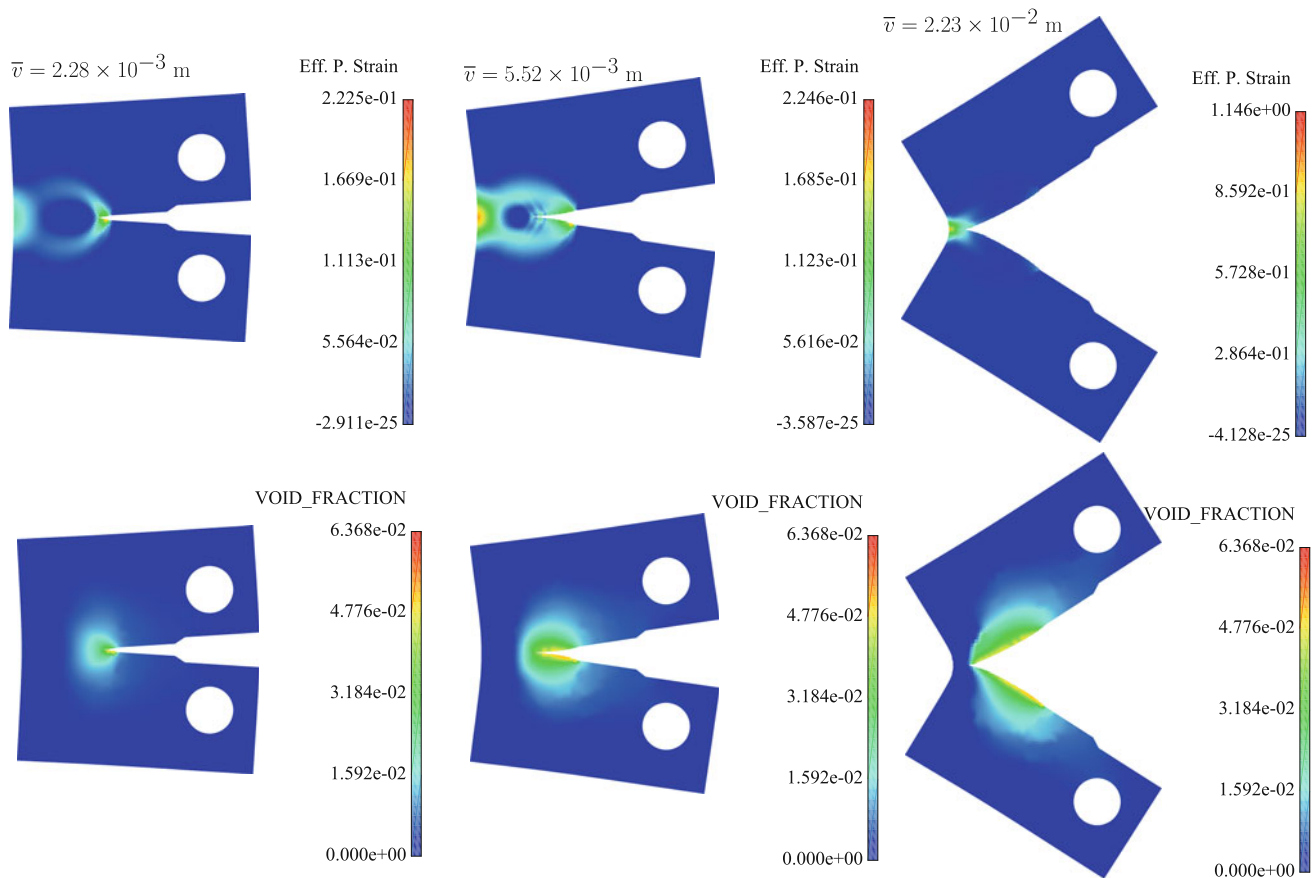 v̅ = 2.28 × 10⁻³ m
Eff. P. Strain
2.225e-01
1.669e-01
1.113e-01
5.564e-02
-2.911e-25
v̅ = 5.52 × 10⁻³ m
Eff. P. Strain
2.246e-01
1.685e-01
1.123e-01
5.616e-02
-3.587e-25
v̅ = 2.23 × 10⁻² m
Eff. P. Strain
1.146e+00
8.592e-01
5.728e-01
2.864e-01
-4.128e-25
VOID_FRACTION
6.368e-02
4.776e-02
3.184e-02
1.592e-02
0.000e+00
VOID_FRACTION
6.368e-02
4.776e-02
3.184e-02
1.592e-02
0.000e+00
VOID_FRACTION
6.368e-02
4.776e-02
3.184e-02
1.592e-02
0.000e+00